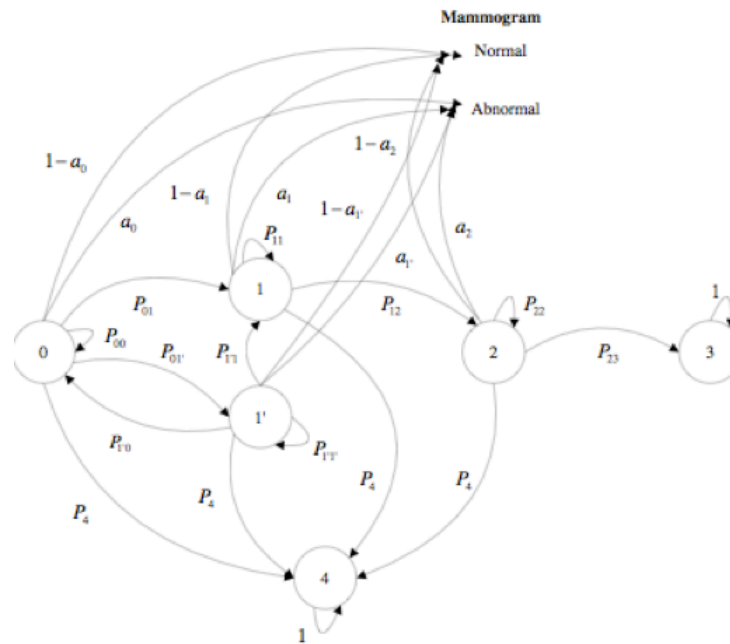 Mammogram
Normal
Abnormal
1−a₀
a₀
1−a₁
a₁
1−a₂
1−a₁'
a₁'
a₂
P₁₁
P₀₁
1
P₁₂
P₂₂
1
0
P₀₀
P₀₁'
P₁'₁
2
P₂₃
3
1'
P₁'₀
P₁'₁'
P₄
P₄
P₄
P₄
4
1